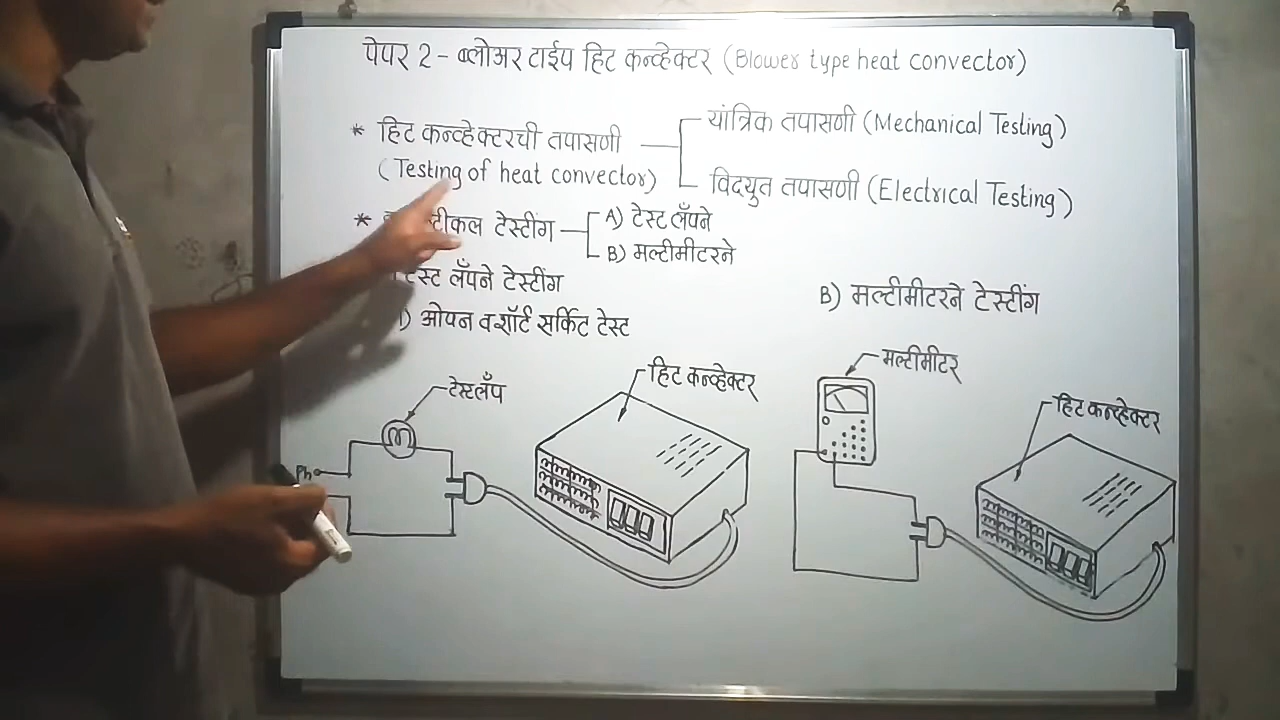 पेपर 2 - ब्लोअर टाईप हिट कन्व्हेक्टर (Blower type heat convector)
* हिट कन्व्हेक्टरची तपासणी
(Testing of heat convector)
यांत्रिक तपासणी (Mechanical Testing)
विदयुत तपासणी (Electrical Testing)
* टेस्टींग
A) टेस्ट लँपने
B) मल्टीमीटरने
टेस्ट लँपने टेस्टींग
ओपन व शॉर्ट सर्किट टेस्ट
टेस्टलँप
Ph
हिट कन्व्हेक्टर
B) मल्टीमीटरने टेस्टींग
मल्टीमीटर
हिट कन्व्हेक्टर